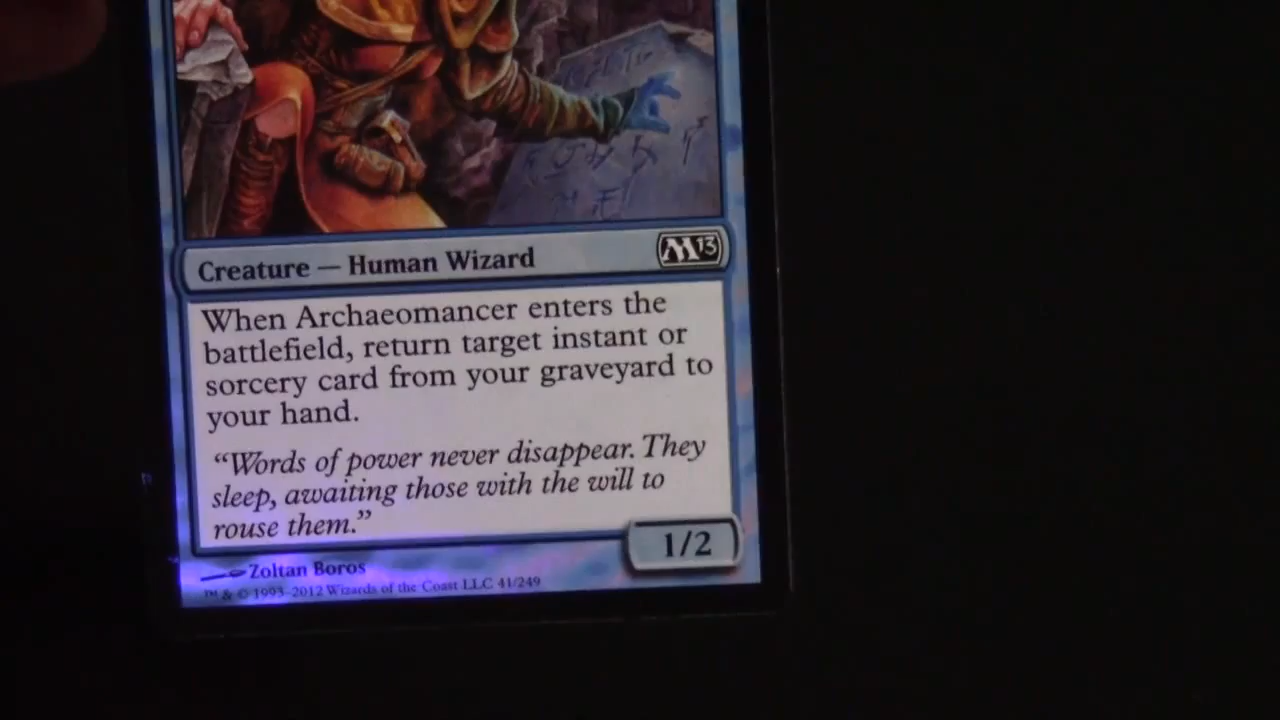 Creature — Human Wizard
M13
When Archaeomancer enters the
battlefield, return target instant or
sorcery card from your graveyard to
your hand.
“Words of power never disappear. They
sleep, awaiting those with the will to
rouse them.”
1/2
Zoltan Boros
™ & © 1993–2012 Wizards of the Coast LLC 41/249